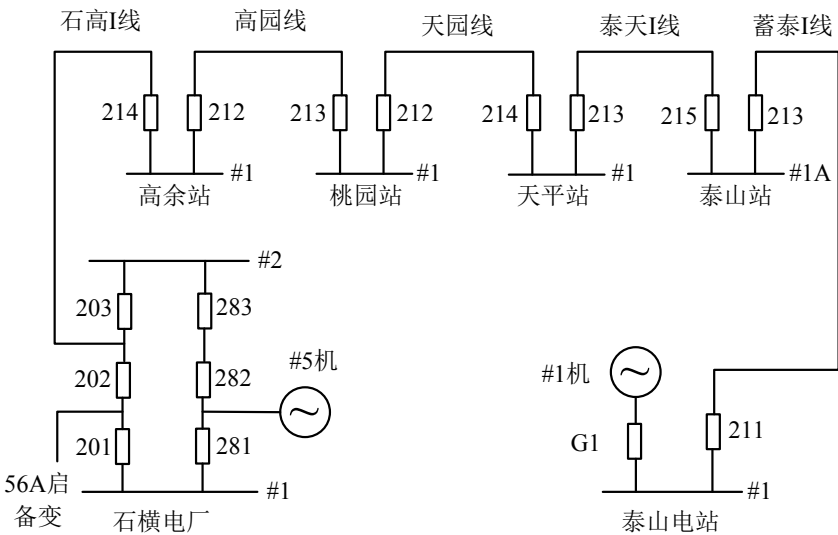 石高I线 高园线 天园线 泰天I线 蓄泰I线
214 212 213 212 214 213 215 213
#1 #1 #1 #1A
高余站 桃园站 天平站 泰山站
#2
203 283
#5机 #1机
202 282
201 281 G1 211
56A启
备变
#1 #1
石横电厂 泰山电站